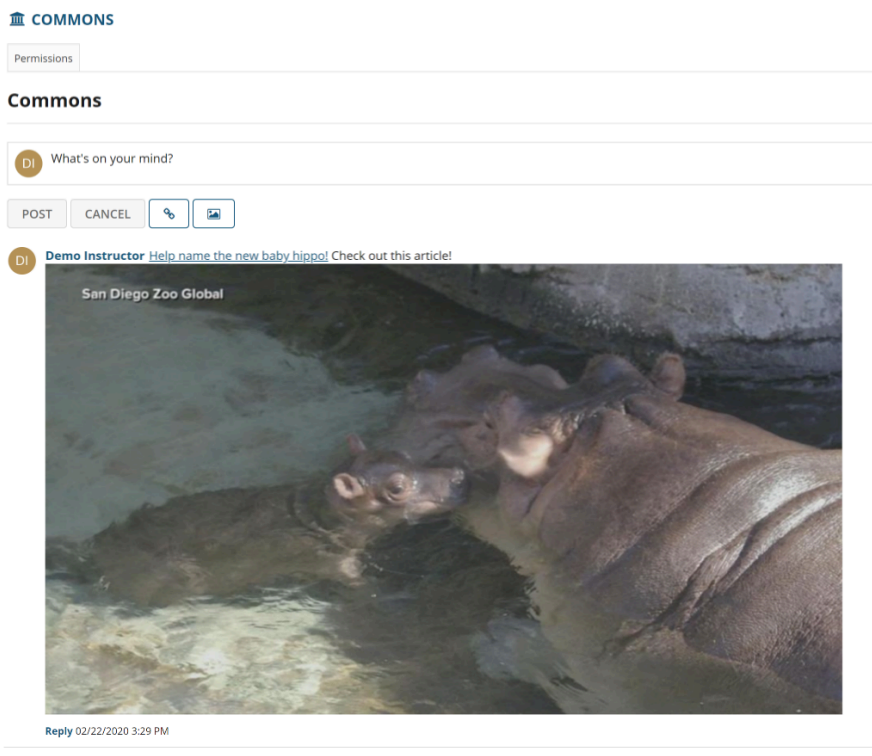 COMMONS
Permissions
Commons
DI What's on your mind?
POST CANCEL
DI Demo Instructor Help name the new baby hippo! Check out this article!
San Diego Zoo Global
Reply 02/22/2020 3:29 PM